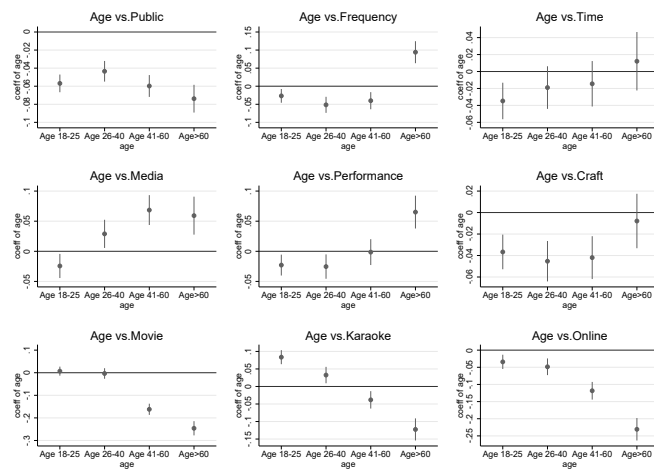 Age vs.Public
coeff of age
0
-.02
-.04
-.06
-.08
-.1
Age 18-25 Age 26-40 Age 41-60 Age>60
age
Age vs.Frequency
coeff of age
.15
.1
.05
0
-.05
-.1
Age 18-25 Age 26-40 Age 41-60 Age>60
age
Age vs.Time
coeff of age
.04
.02
0
-.02
-.04
-.06
Age 18-25 Age 26-40 Age 41-60 Age>60
age
Age vs.Media
coeff of age
.1
.05
0
-.05
Age 18-25 Age 26-40 Age 41-60 Age>60
age
Age vs.Performance
coeff of age
.1
.05
0
-.05
Age 18-25 Age 26-40 Age 41-60 Age>60
age
Age vs.Craft
coeff of age
.02
0
-.02
-.04
-.06
Age 18-25 Age 26-40 Age 41-60 Age>60
age
Age vs.Movie
coeff of age
.1
0
-.1
-.2
-.3
Age 18-25 Age 26-40 Age 41-60 Age>60
age
Age vs.Karaoke
coeff of age
.1
.05
0
-.05
-.1
-.15
Age 18-25 Age 26-40 Age 41-60 Age>60
age
Age vs.Online
coeff of age
0
-.05
-.1
-.15
-.2
-.25
Age 18-25 Age 26-40 Age 41-60 Age>60
age